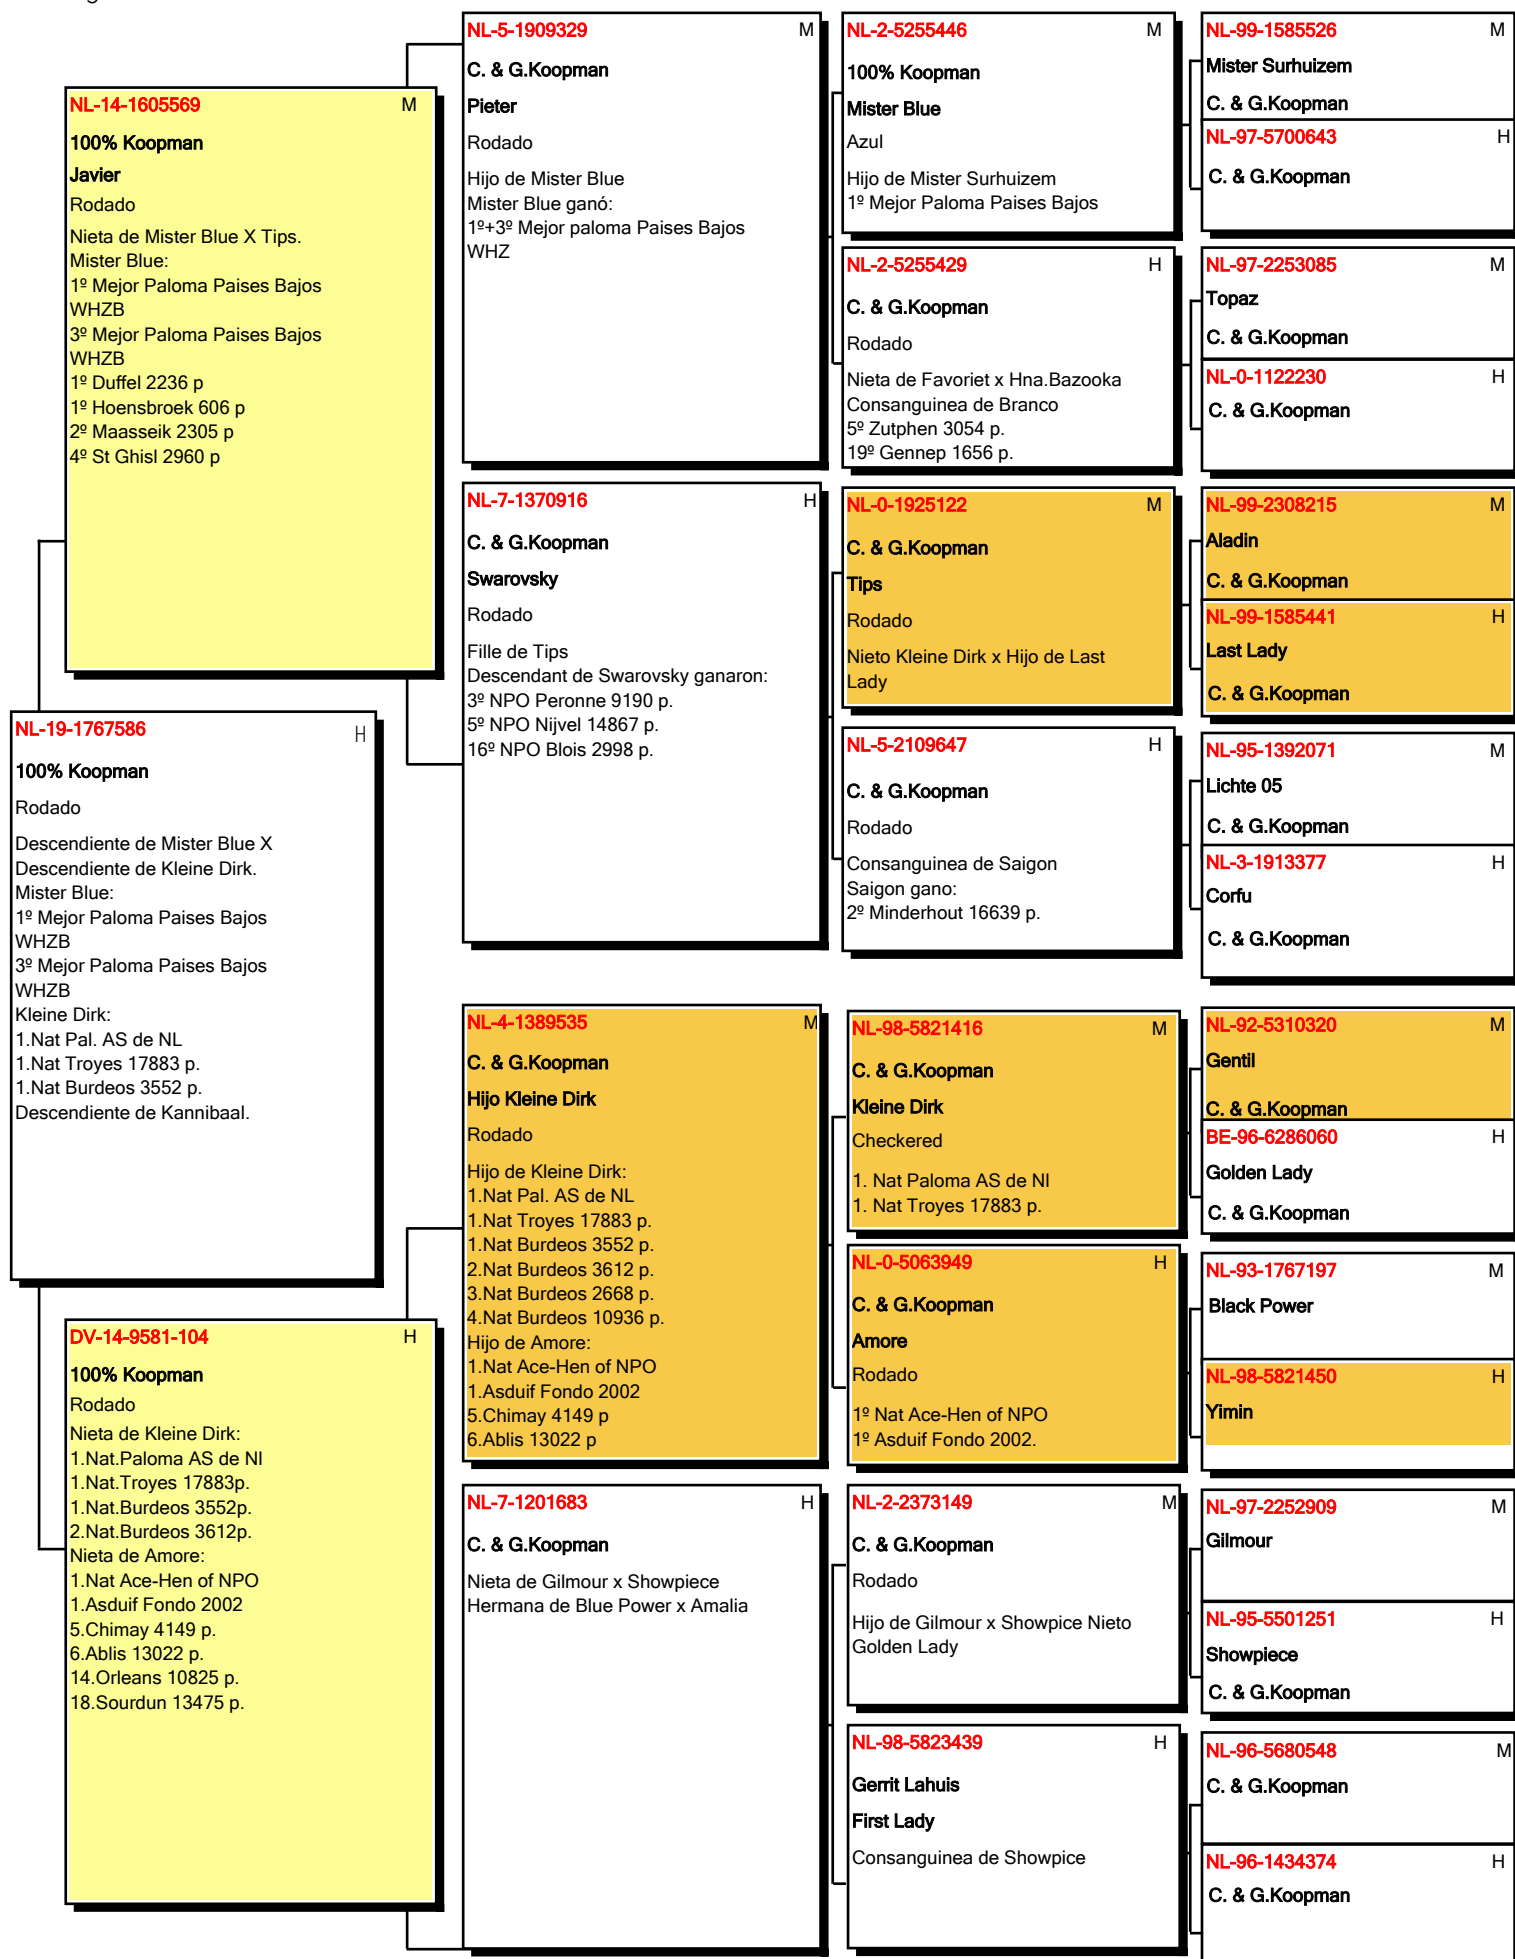 NL-19-1767586 H
100% Koopman
Rodado
Descendiente de Mister Blue X
Descendiente de Kleine Dirk.
Mister Blue:
1º Mejor Paloma Paises Bajos
WHZB
3º Mejor Paloma Paises Bajos
WHZB
Kleine Dirk:
1.Nat Pal. AS de NL
1.Nat Troyes 17883 p.
1.Nat Burdeos 3552 p.
Descendiente de Kannibaal.
NL-14-1605569 M
100% Koopman
Javier
Rodado
Nieta de Mister Blue X Tips.
Mister Blue:
1º Mejor Paloma Paises Bajos
WHZB
3º Mejor Paloma Paises Bajos
WHZB
1º Duffel 2236 p
1º Hoensbroek 606 p
2º Maasseik 2305 p
4º St Ghisl 2960 p
DV-14-9581-104 H
100% Koopman
Rodado
Nieta de Kleine Dirk:
1.Nat.Paloma AS de Nl
1.Nat.Troyes 17883p.
1.Nat.Burdeos 3552p.
2.Nat.Burdeos 3612p.
Nieta de Amore:
1.Nat Ace-Hen of NPO
1.Asduif Fondo 2002
5.Chimay 4149 p.
6.Ablis 13022 p.
14.Orleans 10825 p.
18.Sourdun 13475 p.
NL-5-1909329 M
C. & G.Koopman
Pieter
Rodado
Hijo de Mister Blue
Mister Blue ganó:
1º+3º Mejor paloma Paises Bajos
WHZ
NL-7-1370916 H
C. & G.Koopman
Swarovsky
Rodado
Fille de Tips
Descendant de Swarovsky ganaron:
3º NPO Peronne 9190 p.
5º NPO Nijvel 14867 p.
16º NPO Blois 2998 p.
NL-4-1389535 M
C. & G.Koopman
Hijo Kleine Dirk
Rodado
Hijo de Kleine Dirk:
1.Nat Pal. AS de NL
1.Nat Troyes 17883 p.
1.Nat Burdeos 3552 p.
2.Nat Burdeos 3612 p.
3.Nat Burdeos 2668 p.
4.Nat Burdeos 10936 p.
Hijo de Amore:
1.Nat Ace-Hen of NPO
1.Asduif Fondo 2002
5.Chimay 4149 p
6.Ablis 13022 p
NL-7-1201683 H
C. & G.Koopman
Nieta de Gilmour x Showpiece
Hermana de Blue Power x Amalia
NL-2-5255446 M
100% Koopman
Mister Blue
Azul
Hijo de Mister Surhuizem
1º Mejor Paloma Paises Bajos
NL-2-5255429 H
C. & G.Koopman
Rodado
Nieta de Favoriet x Hna.Bazooka
Consanguinea de Branco
5º Zutphen 3054 p.
19º Gennep 1656 p.
NL-0-1925122 M
C. & G.Koopman
Tips
Rodado
Nieto Kleine Dirk x Hijo de Last
Lady
NL-5-2109647 H
C. & G.Koopman
Rodado
Consanguinea de Saigon
Saigon gano:
2º Minderhout 16639 p.
NL-98-5821416 M
C. & G.Koopman
Kleine Dirk
Checkered
1. Nat Paloma AS de Nl
1. Nat Troyes 17883 p.
NL-0-5063949 H
C. & G.Koopman
Amore
Rodado
1º Nat Ace-Hen of NPO
1º Asduif Fondo 2002.
NL-2-2373149 M
C. & G.Koopman
Rodado
Hijo de Gilmour x Showpice Nieto
Golden Lady
NL-98-5823439 H
Gerrit Lahuis
First Lady
Consanguinea de Showpice
NL-99-1585526 M
Mister Surhuizem
C. & G.Koopman
NL-97-5700643 H
C. & G.Koopman
NL-97-2253085 M
Topaz
C. & G.Koopman
NL-0-1122230 H
C. & G.Koopman
NL-99-2308215 M
Aladin
C. & G.Koopman
NL-99-1585441 H
Last Lady
C. & G.Koopman
NL-95-1392071 M
Lichte 05
C. & G.Koopman
NL-3-1913377 H
Corfu
C. & G.Koopman
NL-92-5310320 M
Gentil
C. & G.Koopman
BE-96-6286060 H
Golden Lady
C. & G.Koopman
NL-93-1767197 M
Black Power
NL-98-5821450 H
Yimin
NL-97-2252909 M
Gilmour
NL-95-5501251 H
Showpiece
C. & G.Koopman
NL-96-5680548 M
C. & G.Koopman
NL-96-1434374 H
C. & G.Koopman